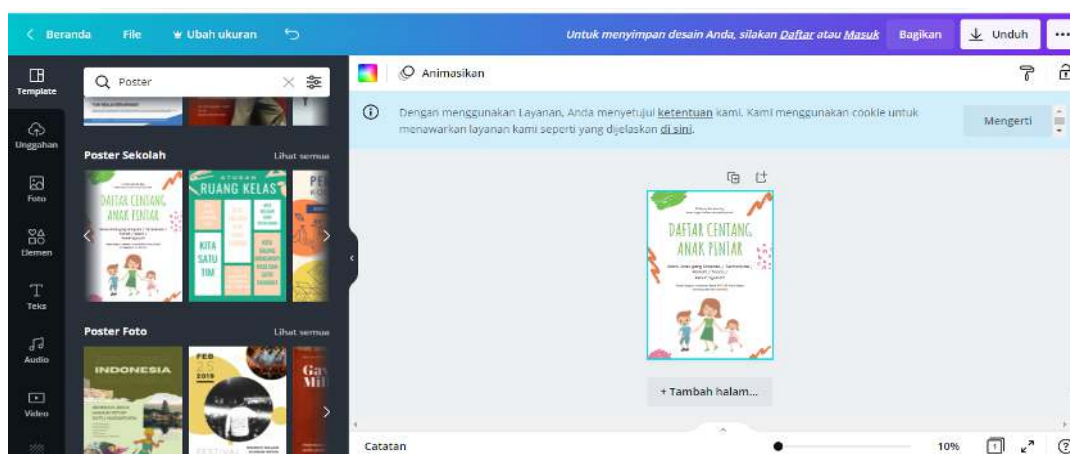 Beranda File Ubah ukuran Untuk menyimpan desain Anda, silakan Daftar atau Masuk Bagikan Unduh
Template
Unggahan
Foto
Elemen
Teks
Audio
Video
Poster
Poster Sekolah Lihat semua
DAFTAR CENTANG
ANAK PINTAR
ATURAN
RUANG KELAS
KITA
SATU
TIM
Poster Foto Lihat semua
INDONESIA
FEB
25
2019
FESTIVAL
Animasikan
Dengan menggunakan Layanan, Anda menyetujui ketentuan kami. Kami menggunakan cookie untuk
menawarkan layanan kami seperti yang dijelaskan di sini.
Mengerti
DAFTAR CENTANG
ANAK PINTAR
+ Tambah halam...
Catatan 10% 1